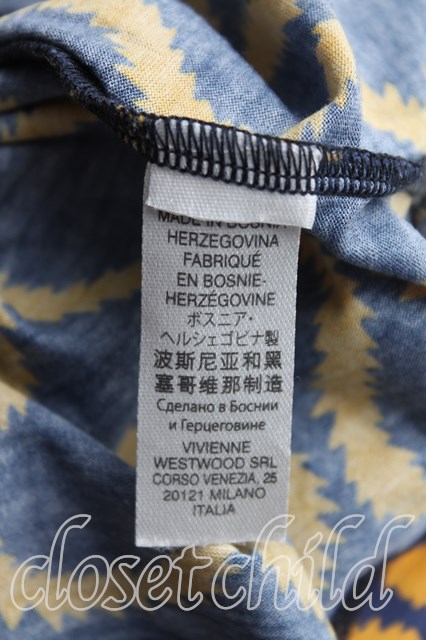 MADE IN BOSNIA
HERZEGOVINA
FABRIQUÉ
EN BOSNIE-
HERZÉGOVINE
ボスニア・
ヘルシェゴビナ製
波斯尼亚和黑
塞哥维那制造
Сделано в Боснии
и Герцеговине
VIVIENNE
WESTWOOD SRL
CORSO VENEZIA, 25
20121 MILANO
ITALIA
closetchild